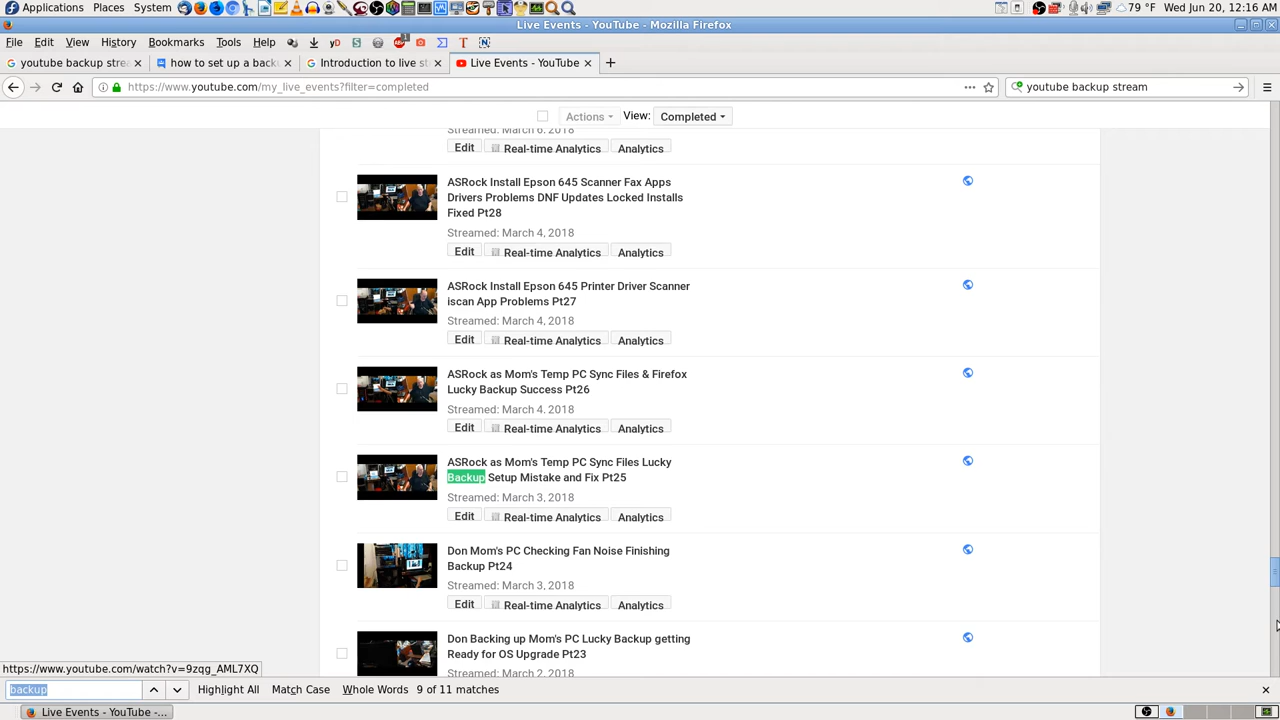 Applications Places System 79 °F Wed Jun 20, 12:16 AM
Live Events - YouTube - Mozilla Firefox
File Edit View History Bookmarks Tools Help
youtube backup strea how to set up a backu Introduction to live st Live Events - YouTube
https://www.youtube.com/my_live_events?filter=completed youtube backup stream
Actions View: Completed
Streamed: March 6, 2018
Edit Real-time Analytics Analytics
ASRock Install Epson 645 Scanner Fax Apps
Drivers Problems DNF Updates Locked Installs
Fixed Pt28
Streamed: March 4, 2018
Edit Real-time Analytics Analytics
ASRock Install Epson 645 Printer Driver Scanner
iscan App Problems Pt27
Streamed: March 4, 2018
Edit Real-time Analytics Analytics
ASRock as Mom's Temp PC Sync Files & Firefox
Lucky Backup Success Pt26
Streamed: March 4, 2018
Edit Real-time Analytics Analytics
ASRock as Mom's Temp PC Sync Files Lucky
Backup Setup Mistake and Fix Pt25
Streamed: March 3, 2018
Edit Real-time Analytics Analytics
Don Mom's PC Checking Fan Noise Finishing
Backup Pt24
Streamed: March 3, 2018
Edit Real-time Analytics Analytics
Don Backing up Mom's PC Lucky Backup getting
Ready for OS Upgrade Pt23
Streamed: March 2, 2018
https://www.youtube.com/watch?v=9zqg_AML7XQ
backup Highlight All Match Case Whole Words 9 of 11 matches
Live Events - YouTube -...